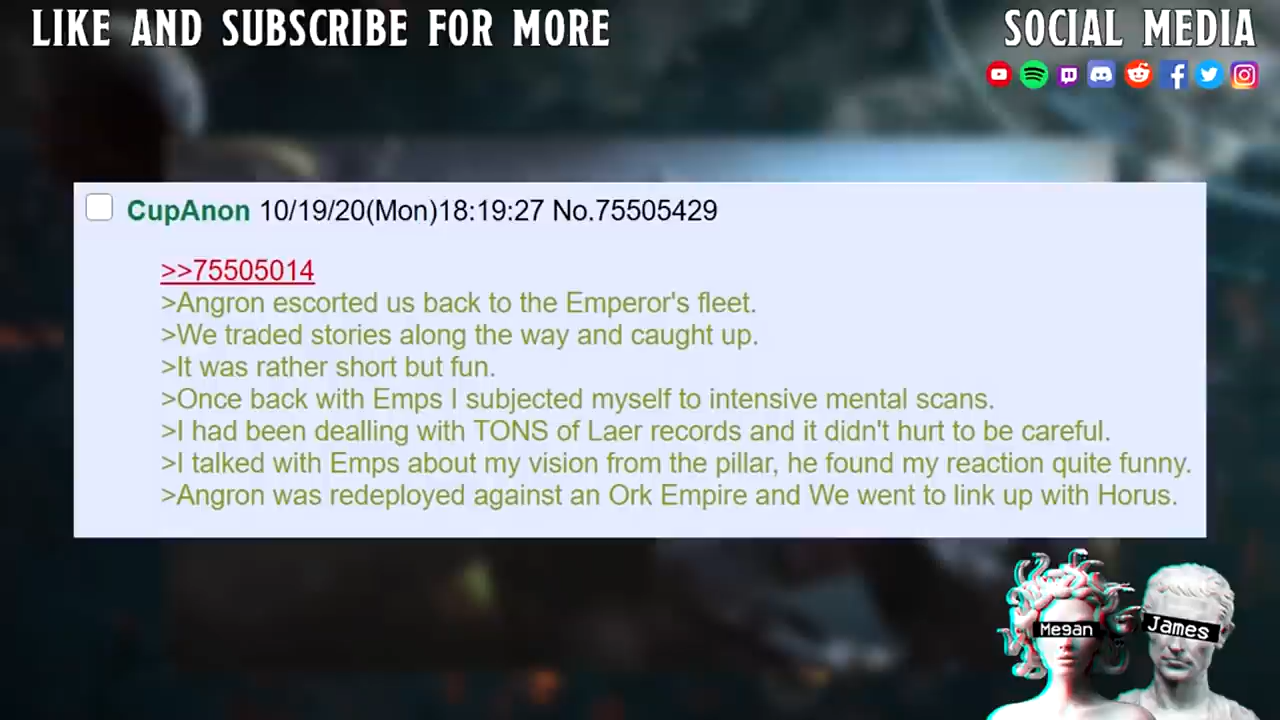 LIKE AND SUBSCRIBE FOR MORE
SOCIAL MEDIA
CupAnon 10/19/20(Mon)18:19:27 No.75505429
>>75505014
>Angron escorted us back to the Emperor's fleet.
>We traded stories along the way and caught up.
>It was rather short but fun.
>Once back with Emps I subjected myself to intensive mental scans.
>I had been dealling with TONS of Laer records and it didn't hurt to be careful.
>I talked with Emps about my vision from the pillar, he found my reaction quite funny.
>Angron was redeployed against an Ork Empire and We went to link up with Horus.
Megan
James